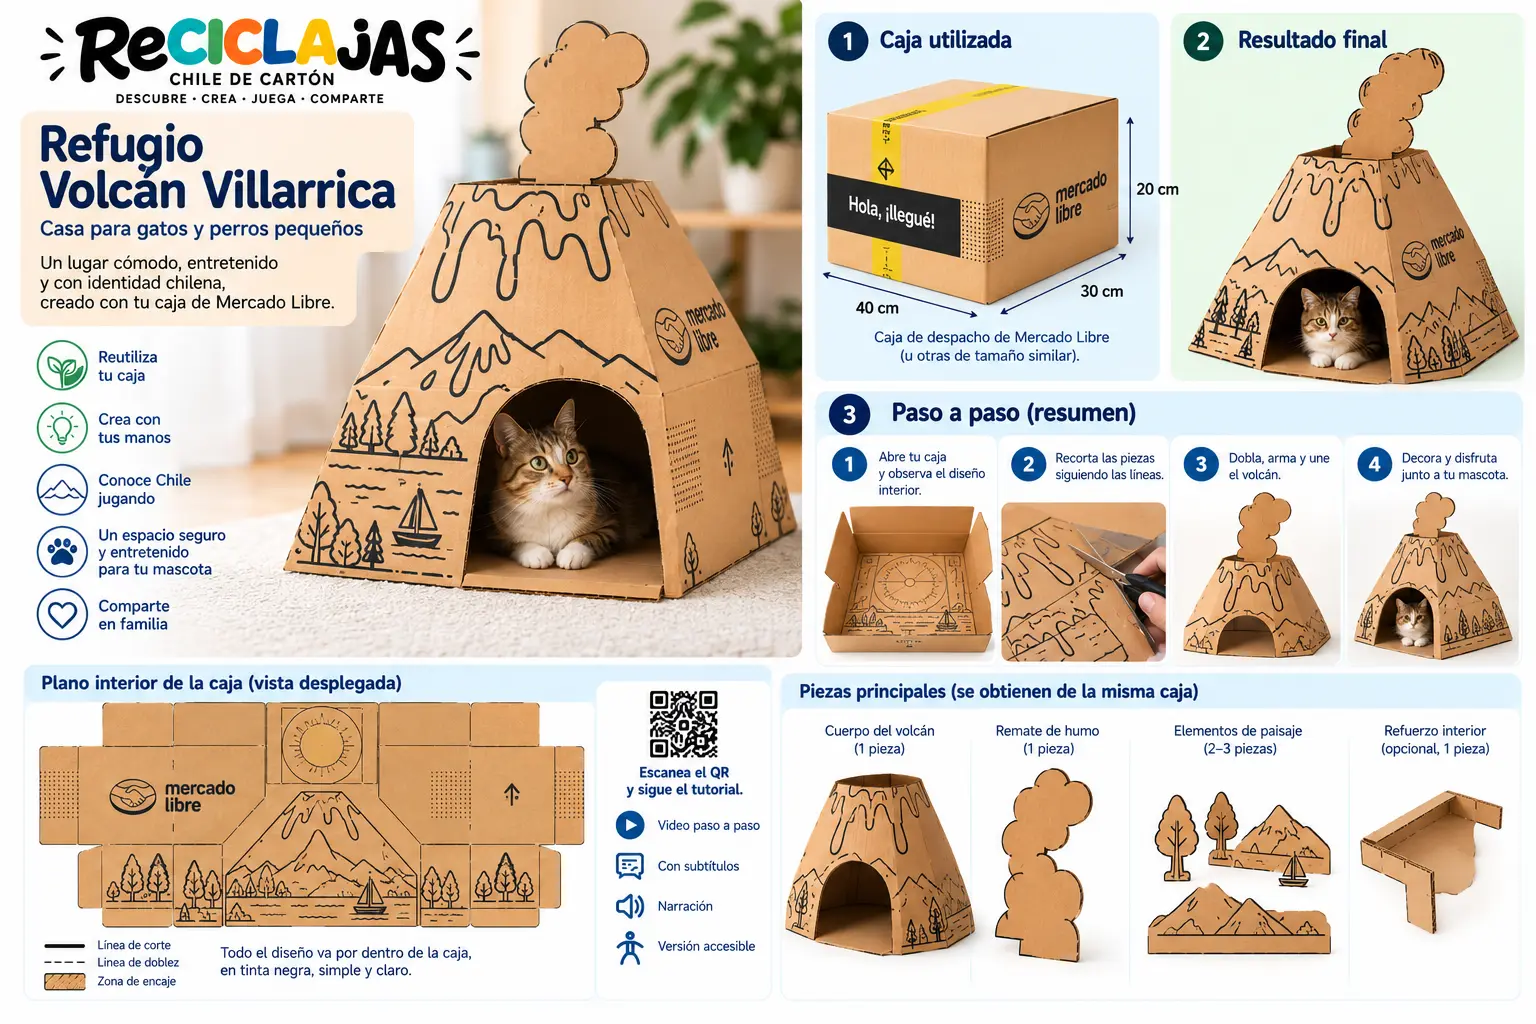 ReCICLAjAS
CHILE DE CARTÓN
DESCUBRE · CREA · JUEGA · COMPARTE
Refugio
Volcán Villarrica
Casa para gatos y perros pequeños
Un lugar cómodo, entretenido
y con identidad chilena,
creado con tu caja de Mercado Libre.
Reutiliza
tu caja
Crea con
tus manos
Conoce Chile
jugando
Un espacio seguro
y entretenido
para tu mascota
Comparte
en familia
mercado
libre
1 Caja utilizada
Hola, ¡llegué!
mercado
libre
20 cm
30 cm
40 cm
Caja de despacho de Mercado Libre
(u otras de tamaño similar).
2 Resultado final
mercado
libre
3 Paso a paso (resumen)
1 Abre tu caja
y observa el diseño
interior.
2 Recorta las piezas
siguiendo las líneas.
3 Dobla, arma y une
el volcán.
4 Decora y disfruta
junto a tu mascota.
Plano interior de la caja (vista desplegada)
mercado
libre
Línea de corte
Linea de doblez
Zona de encaje
Todo el diseño va por dentro de la caja,
en tinta negra, simple y claro.
Escanea el QR
y sigue el tutorial.
Video paso a paso
Con subtítulos
Narración
Versión accesible
Piezas principales (se obtienen de la misma caja)
Cuerpo del volcán
(1 pieza)
Remate de humo
(1 pieza)
Elementos de paisaje
(2–3 piezas)
Refuerzo interior
(opcional, 1 pieza)